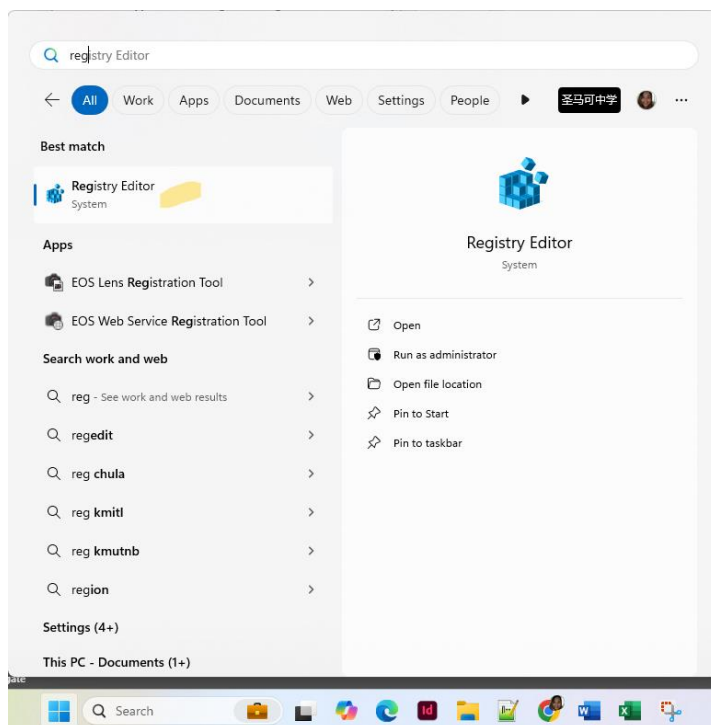 registry Editor
All Work Apps Documents Web Settings People 圣马可中学
Best match
Registry Editor
System
Apps
EOS Lens Registration Tool
EOS Web Service Registration Tool
Search work and web
reg - See work and web results
regedit
reg chula
reg kmitl
reg kmutnb
region
Settings (4+)
This PC - Documents (1+)
Registry Editor
System
Open
Run as administrator
Open file location
Pin to Start
Pin to taskbar
Search